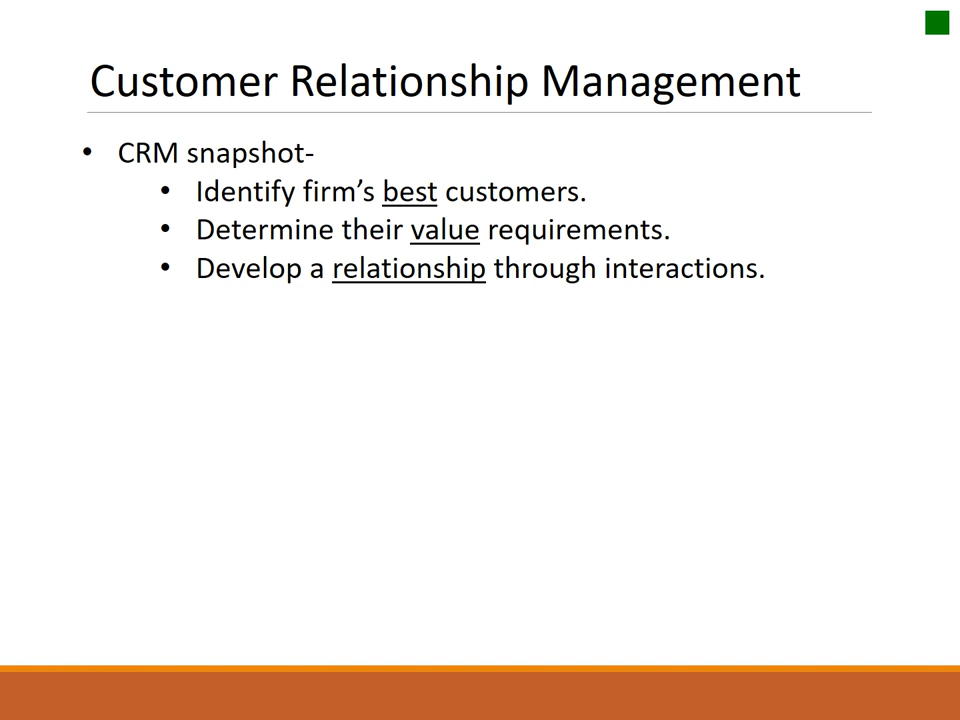 Customer Relationship Management
• CRM snapshot-
• Identify firm’s best customers.
• Determine their value requirements.
• Develop a relationship through interactions.